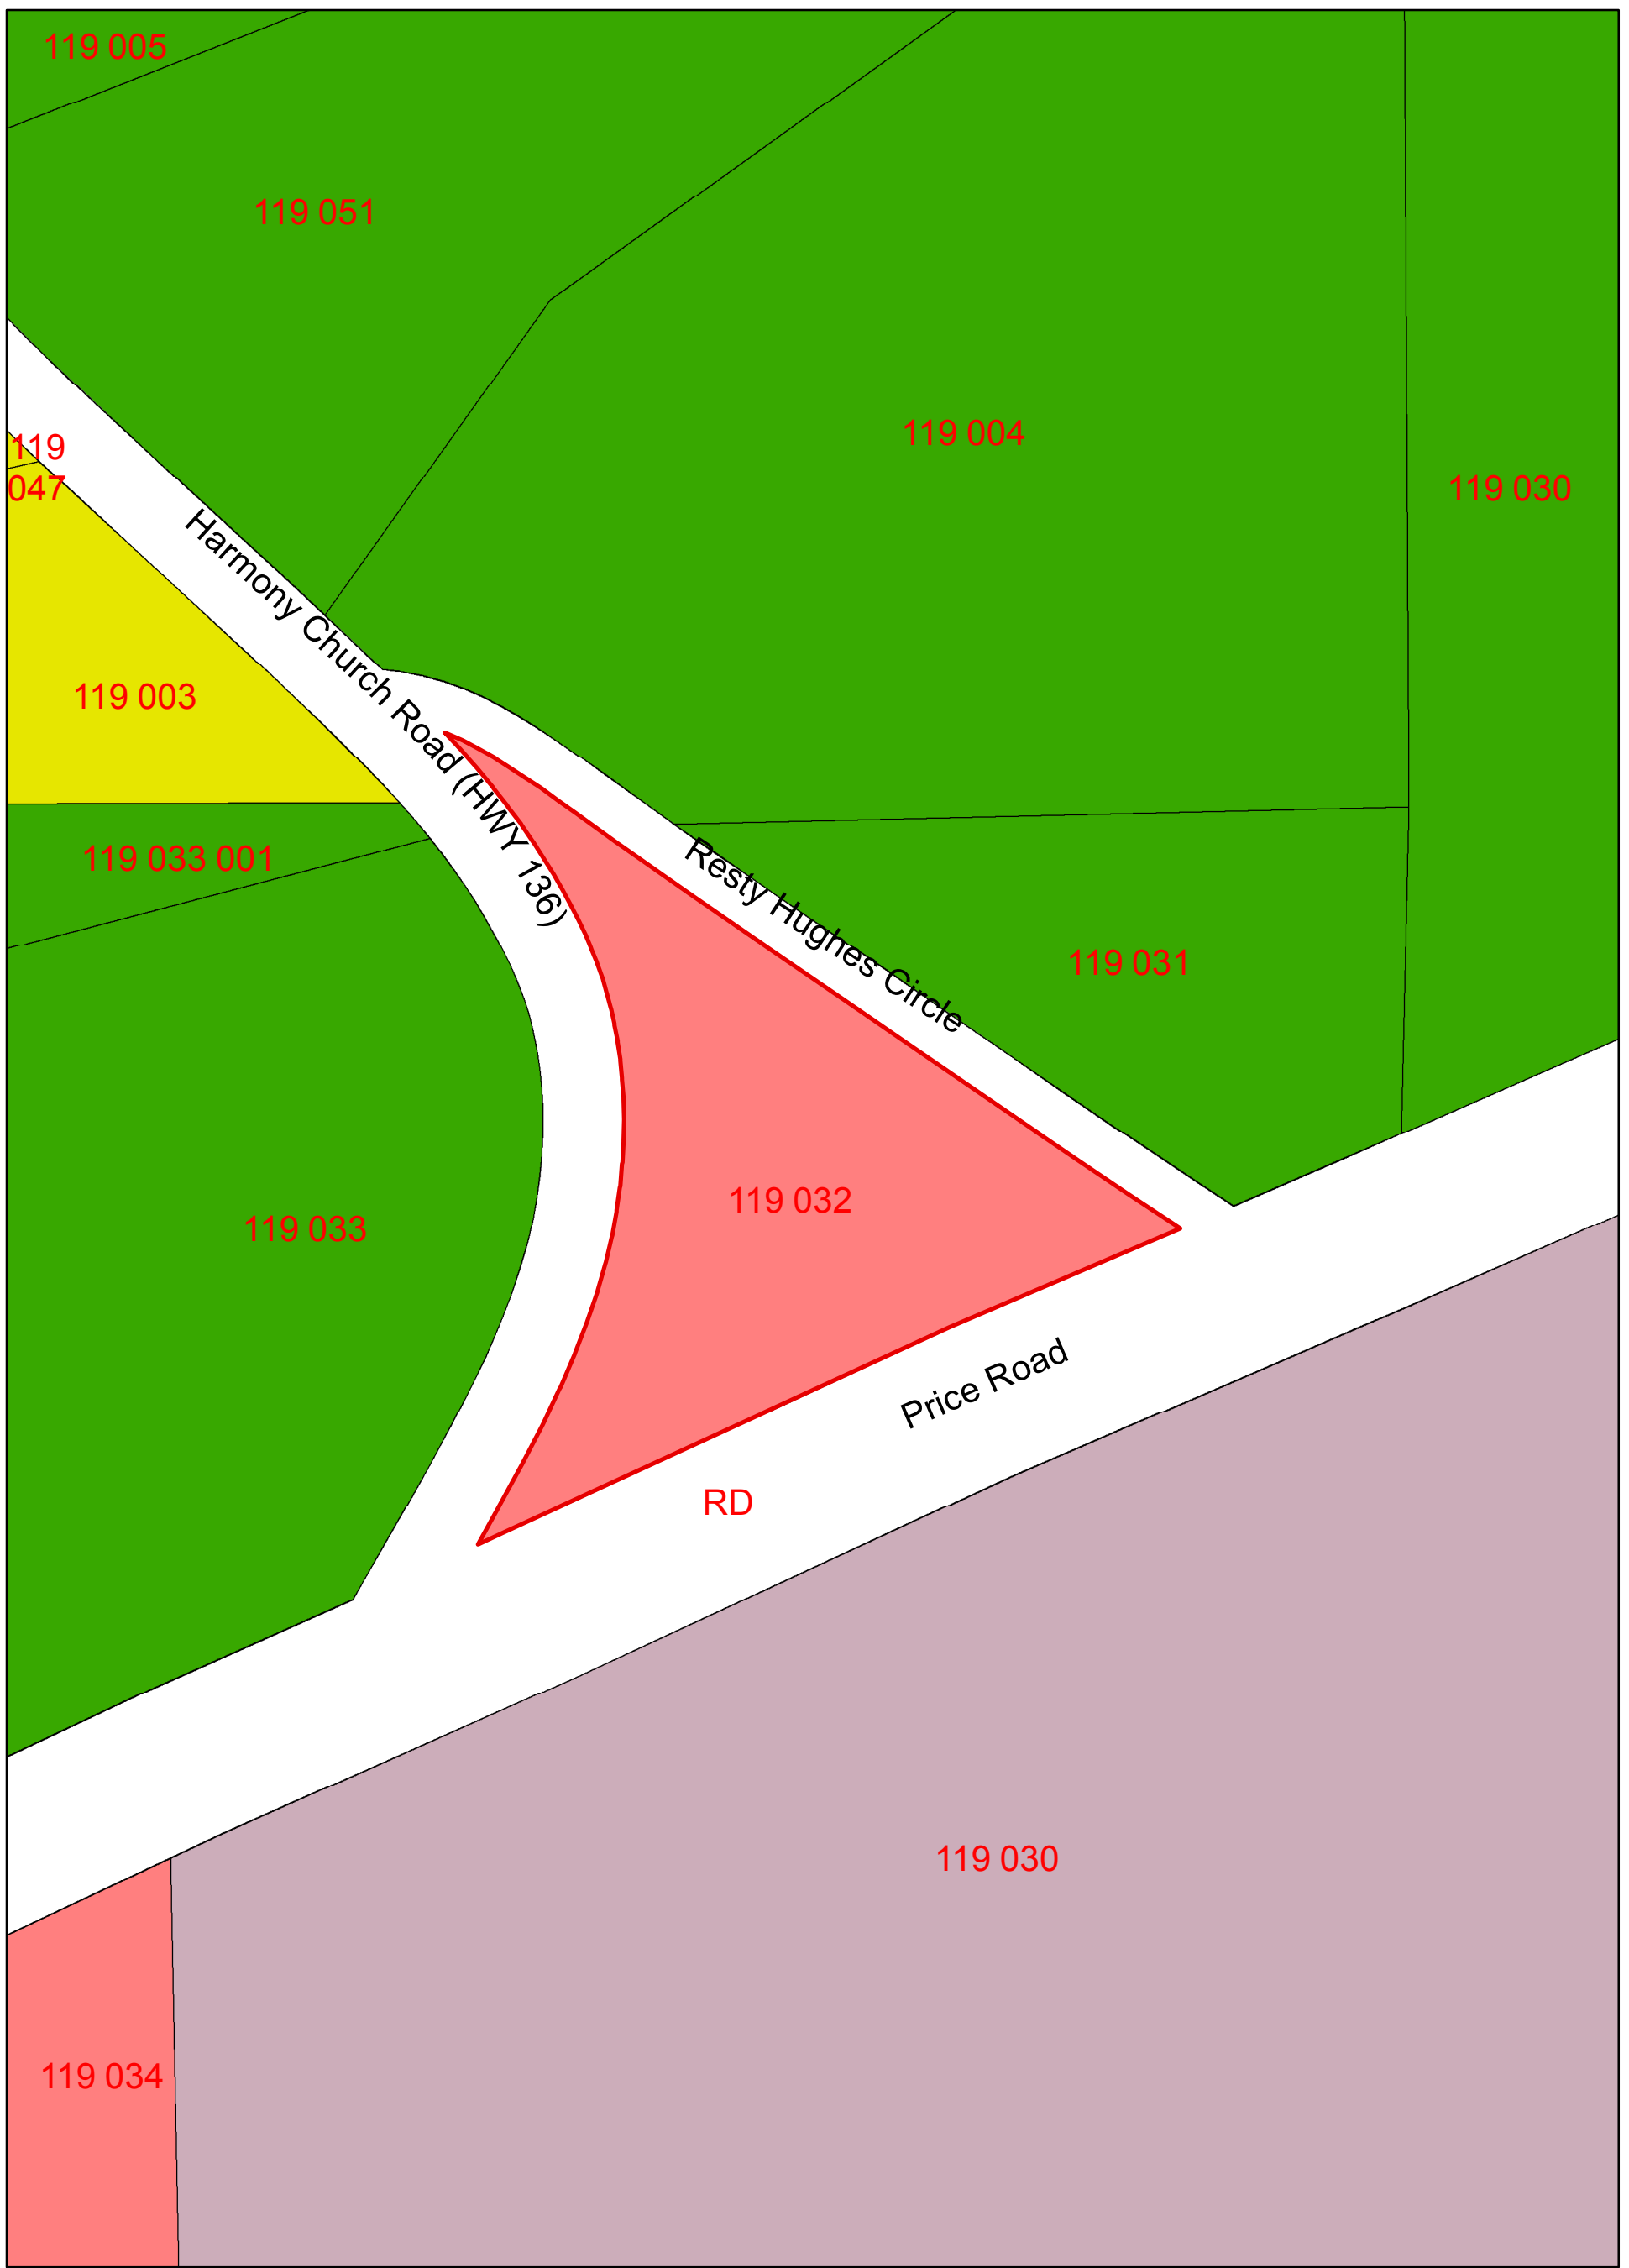 119 005
119 051
119 004
119
047
119 030
Harmony Church Road (HWY 136)
119 003
119 033 001
Resty Hughes Circle
119 031
119 032
119 033
Price Road
RD
119 030
119 034